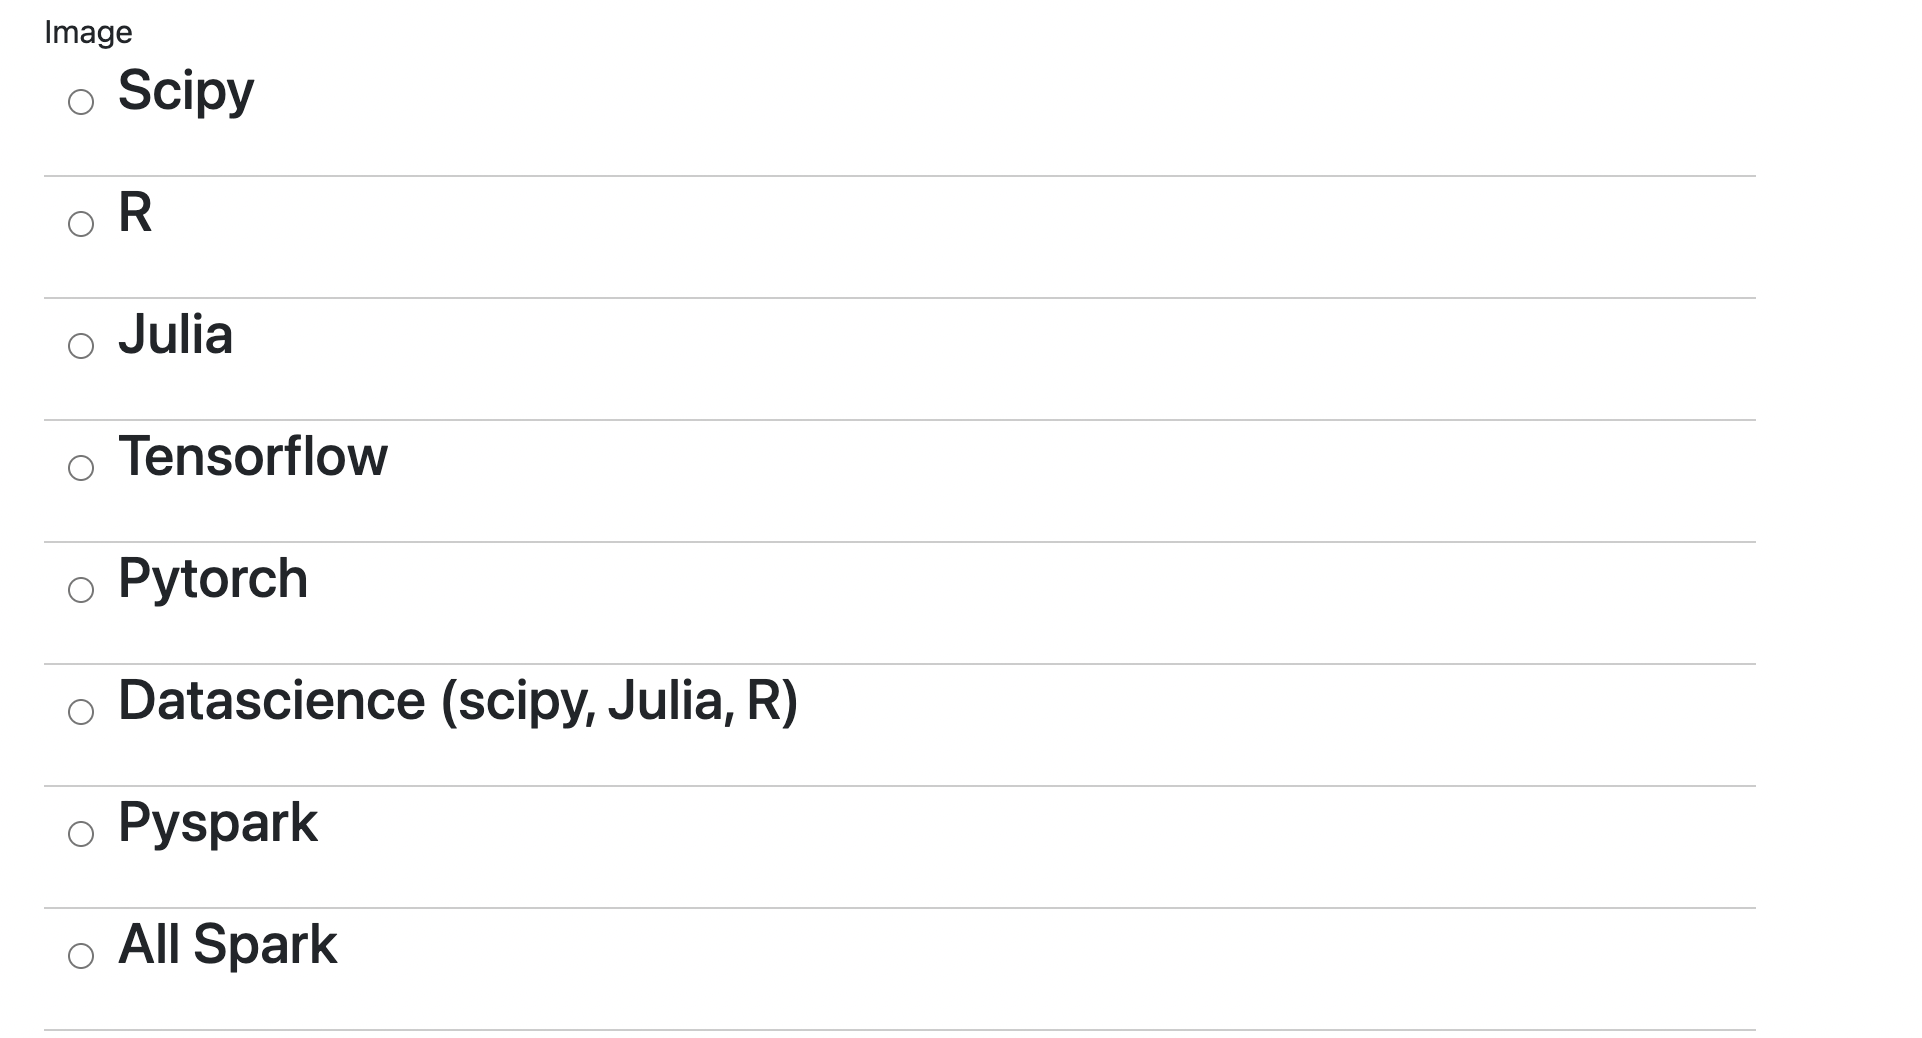 Image
Scipy
R
Julia
Tensorflow
Pytorch
Datascience (scipy, Julia, R)
Pyspark
All Spark